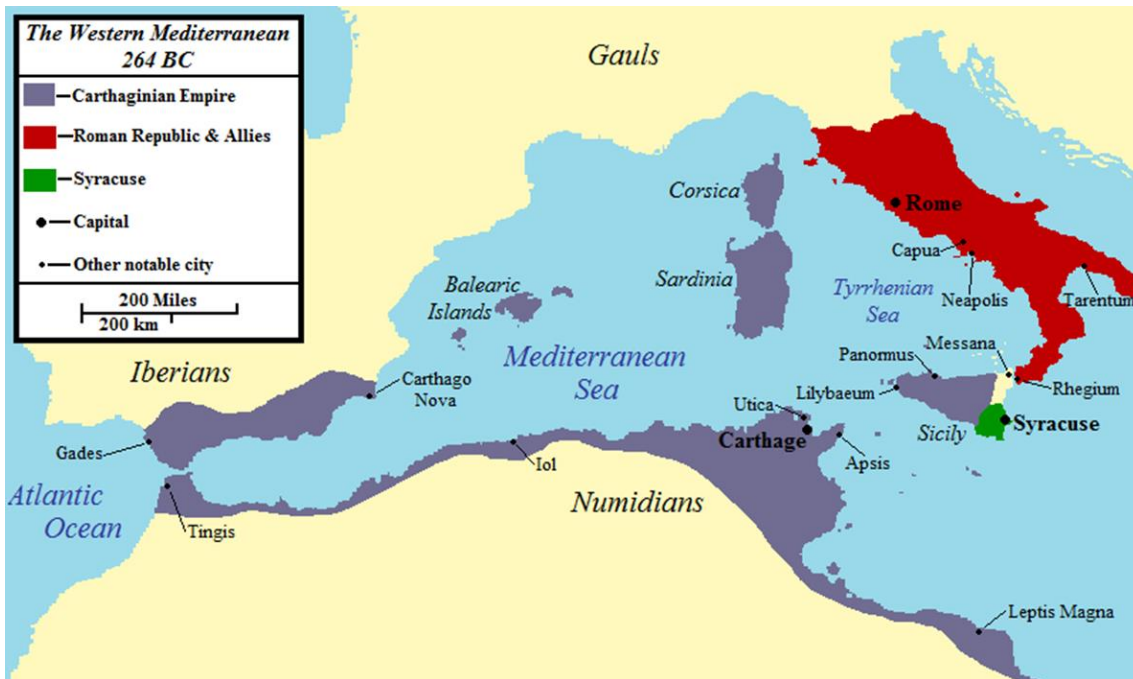 The Western Mediterranean
264 BC
Carthaginian Empire
Roman Republic & Allies
Syracuse
Capital
Other notable city
200 Miles
200 km
Gauls
Corsica
Rome
Capua
Sardinia
Balearic
Islands
Tyrrhenian
Sea
Neapolis
Tarentum
Mediterranean
Sea
Messana
Panormus
Iberians
Carthago
Nova
Lilybaeum
Rhegium
Utica
Carthage
Sicily
Syracuse
Gades
Iol
Apsis
Atlantic
Ocean
Numidians
Tingis
Leptis Magna